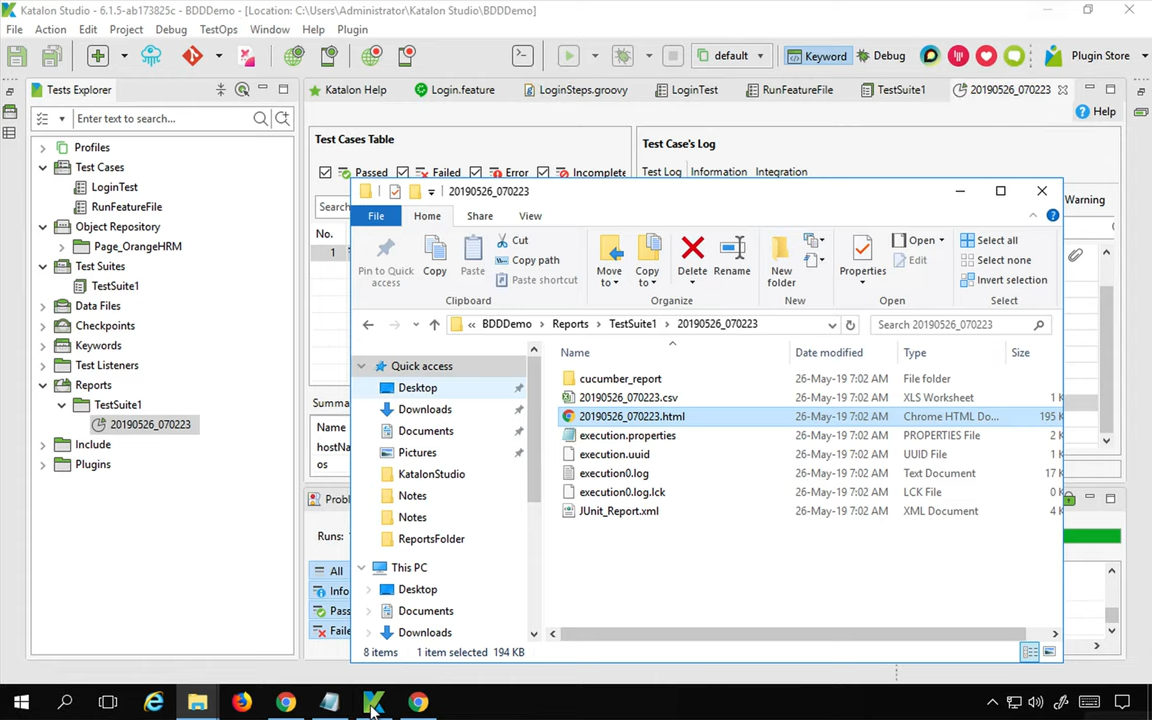 Katalon Studio - 6.1.5-ab173825c - BDDDemo - [Location: C:\Users\Administrator\KatalonStudio\BDDDemo]
File Action Project Edit Project Debug TestOps Window Help Plugin
default Keyword Debug Plugin Store
Tests Explorer
Katalon Help Login.feature LoginSteps.groovy LoginTest RunFeatureFile TestSuite1 20190526_070223
Enter text to search...
Help
Profiles
Test Cases
LoginTest
RunFeatureFile
Object Repository
Page_OrangeHRM
Test Suites
TestSuite1
Data Files
Checkpoints
Keywords
Test Listeners
Reports
TestSuite1
20190526_070223
Include
Plugins
Test Cases Table
Test Case's Log
Passed Failed Error Incomplete
Test Log Information Integration
Search
Warning
No.
1
Summa
Name
hostNa
os
Prob
Runs:
All
Info
Pass
Faile
20190526_070223
File Home Share View
Pin to Quick access
Copy
Paste
Cut
Copy path
Paste shortcut
Clipboard
Move to
Copy to
Delete
Rename
Organize
New folder
New
Properties
Open
Edit
Open
Select all
Select none
Invert selection
Select
« BDDDemo › Reports › TestSuite1 › 20190526_070223
Search 20190526_070223
Quick access
Desktop
Downloads
Documents
Pictures
KatalonStudio
Notes
Notes
ReportsFolder
This PC
Desktop
Documents
Downloads
Name Date modified Type Size
cucumber_report 26-May-19 7:02 AM File folder
20190526_070223.csv 26-May-19 7:02 AM XLS Worksheet 1 K
20190526_070223.html 26-May-19 7:02 AM Chrome HTML Do... 195 K
execution.properties 26-May-19 7:02 AM PROPERTIES File 2 K
execution.uuid 26-May-19 7:02 AM UUID File 1 K
execution0.log 26-May-19 7:02 AM Text Document 17 K
execution0.log.lck 26-May-19 7:02 AM LCK File 0 K
JUnit_Report.xml 26-May-19 7:02 AM XML Document 4 K
8 items 1 item selected 194 KB